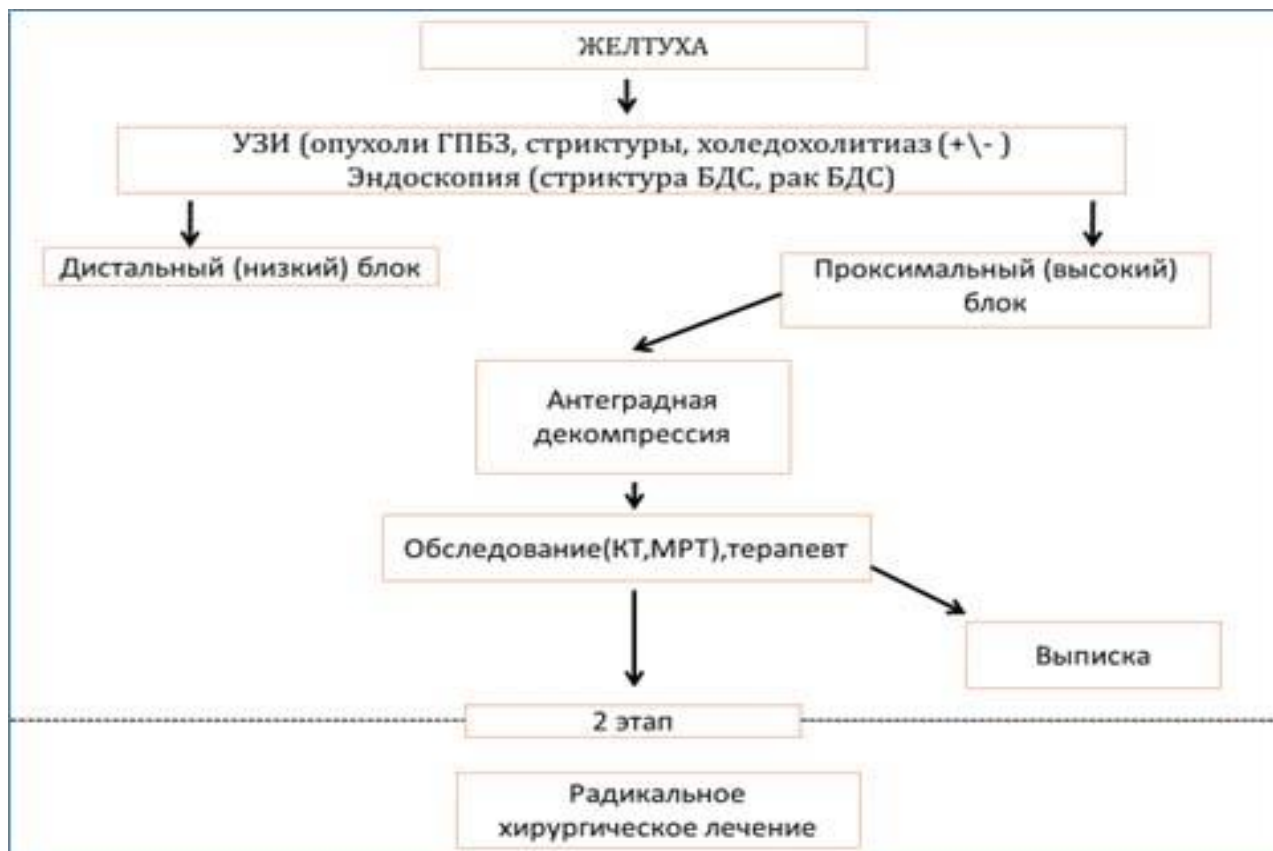 ЖЕЛТУХА
УЗИ (опухоли ГПБЗ, стриктуры, холедохолитиаз (+\- )
Эндоскопия (стриктура БДС, рак БДС)
Дистальный (низкий) блок
Проксимальный (высокий)
блок
Антеградная
декомпрессия
Обследование(КТ,МРТ),терапевт
Выписка
2 этап
Радикальное
хирургическое лечение